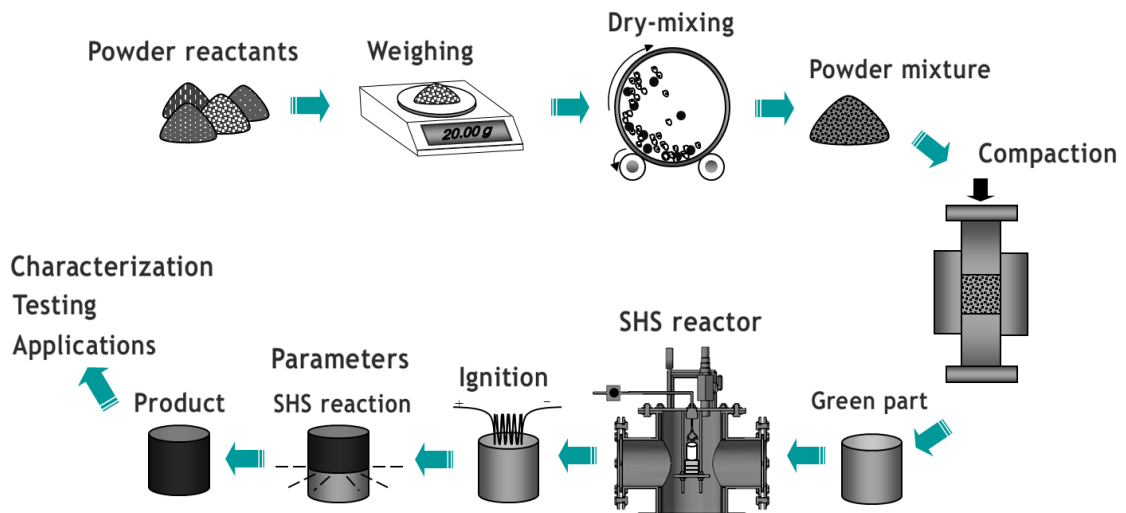 Powder reactants
Weighing
20.00 g
Dry-mixing
Powder mixture
Compaction
Green part
SHS reactor
Ignition
+ −
Parameters
SHS reaction
Product
Characterization
Testing
Applications